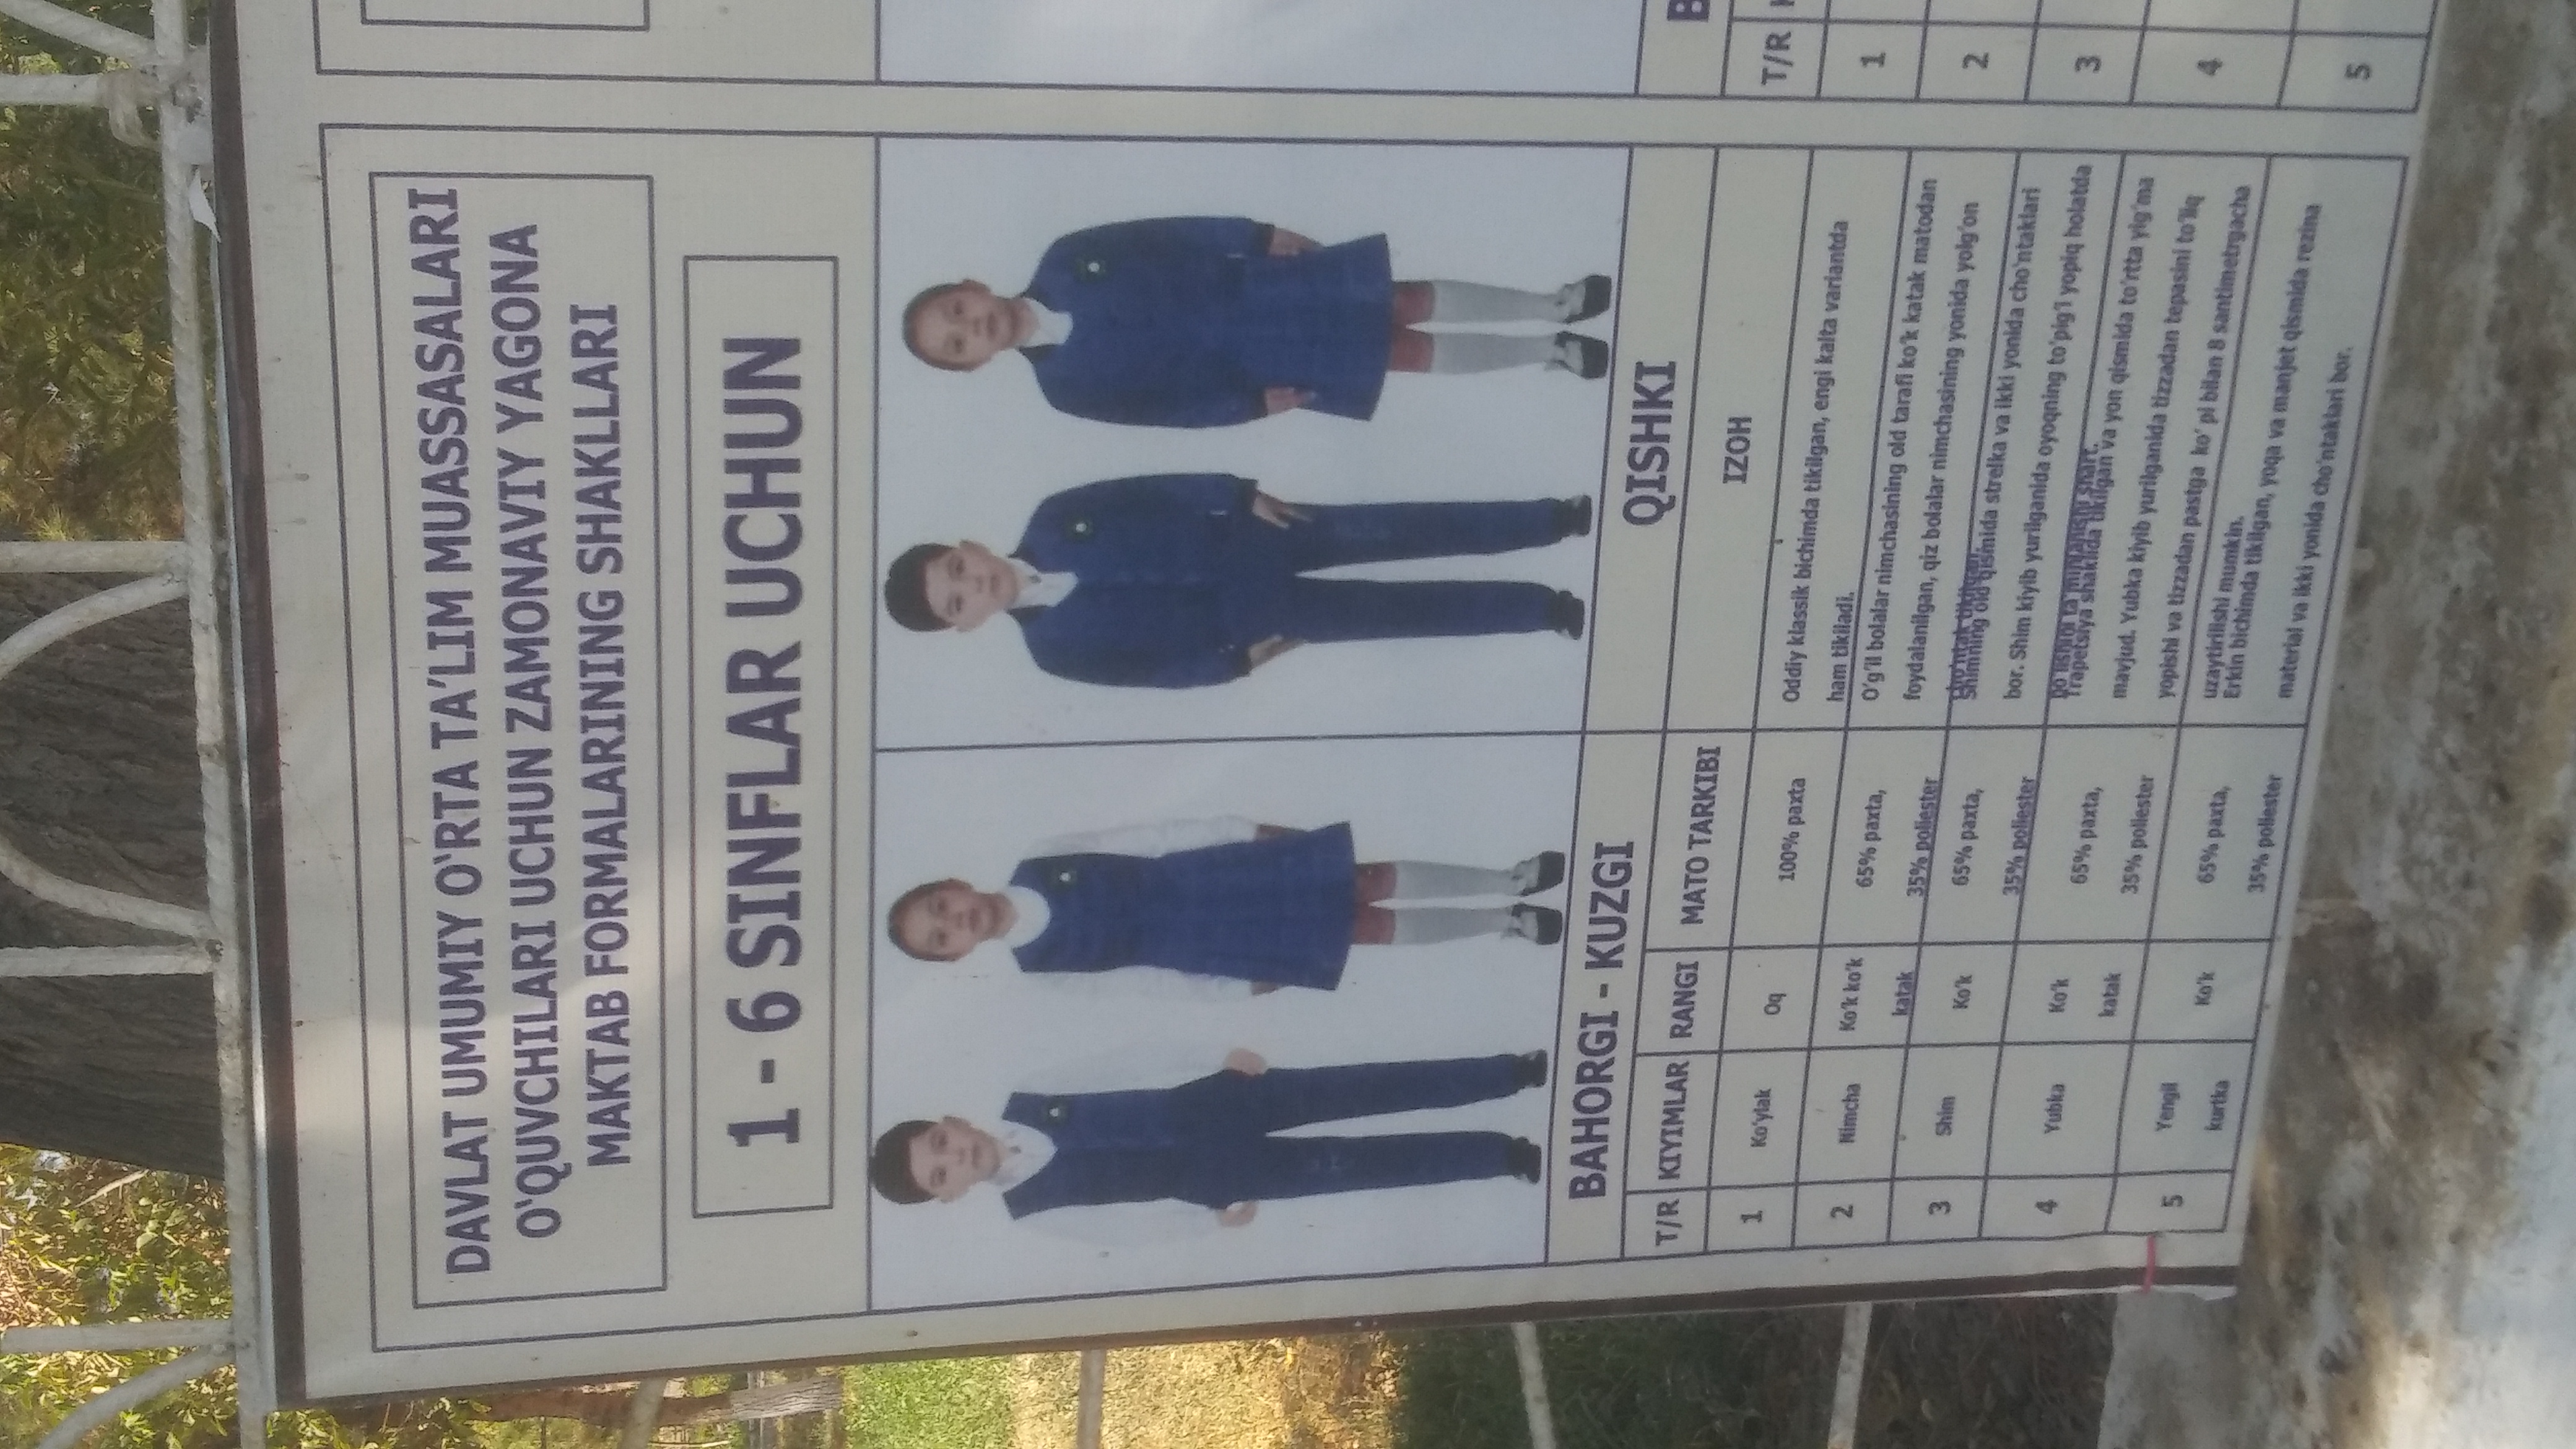 DAVLAT UMUMIY O‘RTA TA’LIM MUASSASALARI
O‘QUVCHILARI UCHUN ZAMONAVIY YAGONA
MAKTAB FORMALARINING SHAKLLARI
1 - 6 SINFLAR UCHUN
BAHORGI - KUZGI
QISHKI
T/R KIYIMLAR RANGI MATO TARKIBI
IZOH
1 Ko‘ylak Oq 100% paxta
Oddiy klassik bichimda tikilgan, engi kalta variantda
ham tikiladi.
2 Nimcha Ko‘k ko‘k 65% paxta,
katak 35% poliester
O‘g‘il bolalar nimchasining old tarafi ko‘k katak matodan
foydalanilgan, qiz bolalar nimchasining yonida yolg‘on
cho‘ntak tikilgan.
3 Shim Ko‘k 65% paxta,
35% poliester
Shimning old qismida strelka va ikki yonida cho‘ntaklari
bor. Shim kiyib yurilganida oyoqning to‘pig‘i yopiq holatda
bo‘lishini ta’minlanishi shart.
4 Yubka Ko‘k 65% paxta,
katak 35% poliester
Trapetsiya shaklida tikilgan va yon qismida to‘rtta yig‘ma
mavjud. Yubka kiyib yurilganida tizzadan tepasini to‘liq
yopishi va tizzadan pastga ko‘ pi bilan 8 santimetrgacha
uzaytirilishi mumkin.
5 Yengil Ko‘k 65% paxta,
kurtka 35% poliester
Erkin bichimda tikilgan, yoqa va manjet qismida rezina
material va ikki yonida cho‘ntaklari bor.
B
T/R
1
2
3
4
5